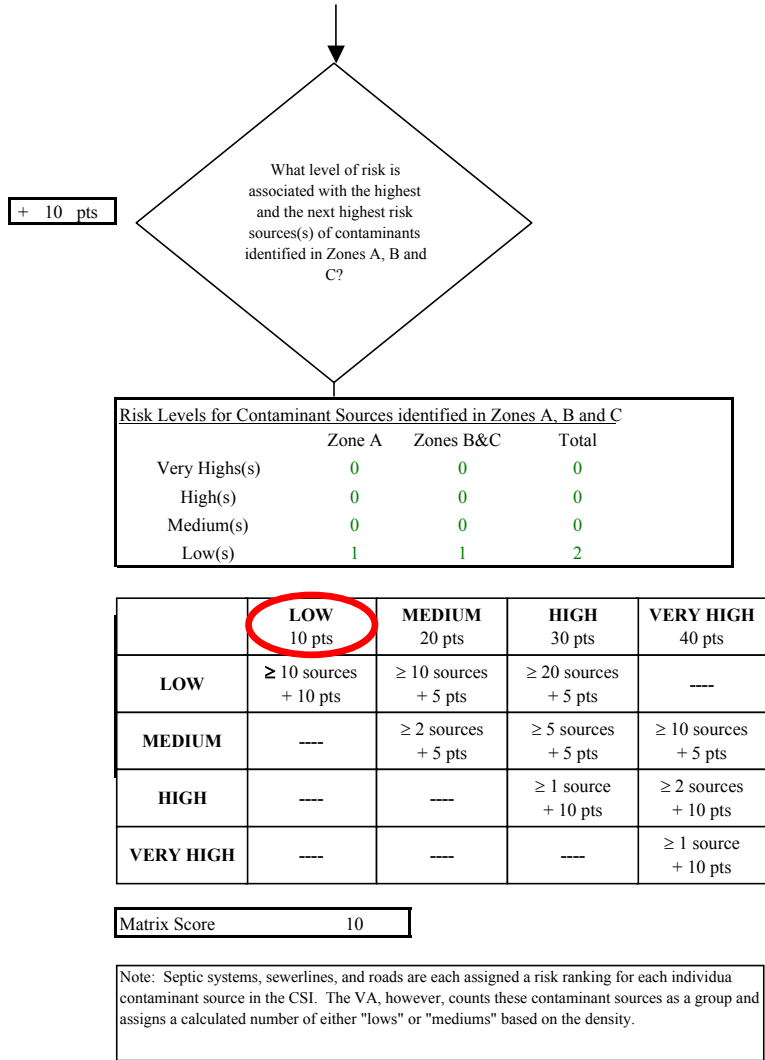 What level of risk is
associated with the highest
and the next highest risk
sources(s) of contaminants
identified in Zones A, B and
C?
+ 10 pts
Risk Levels for Contaminant Sources identified in Zones A, B and C
Zone A Zones B&C Total
Very Highs(s) 0 0 0
High(s) 0 0 0
Medium(s) 0 0 0
Low(s) 1 1 2
LOW MEDIUM HIGH VERY HIGH
10 pts 20 pts 30 pts 40 pts
LOW ≥ 10 sources ≥ 10 sources ≥ 20 sources ----
+ 10 pts + 5 pts + 5 pts
MEDIUM ---- ≥ 2 sources ≥ 5 sources ≥ 10 sources
+ 5 pts + 5 pts + 5 pts
HIGH ---- ---- ≥ 1 source ≥ 2 sources
+ 10 pts + 10 pts
VERY HIGH ---- ---- ---- ≥ 1 source
+ 10 pts
Matrix Score 10
Note: Septic systems, sewerlines, and roads are each assigned a risk ranking for each individua
contaminant source in the CSI. The VA, however, counts these contaminant sources as a group and
assigns a calculated number of either "lows" or "mediums" based on the density.